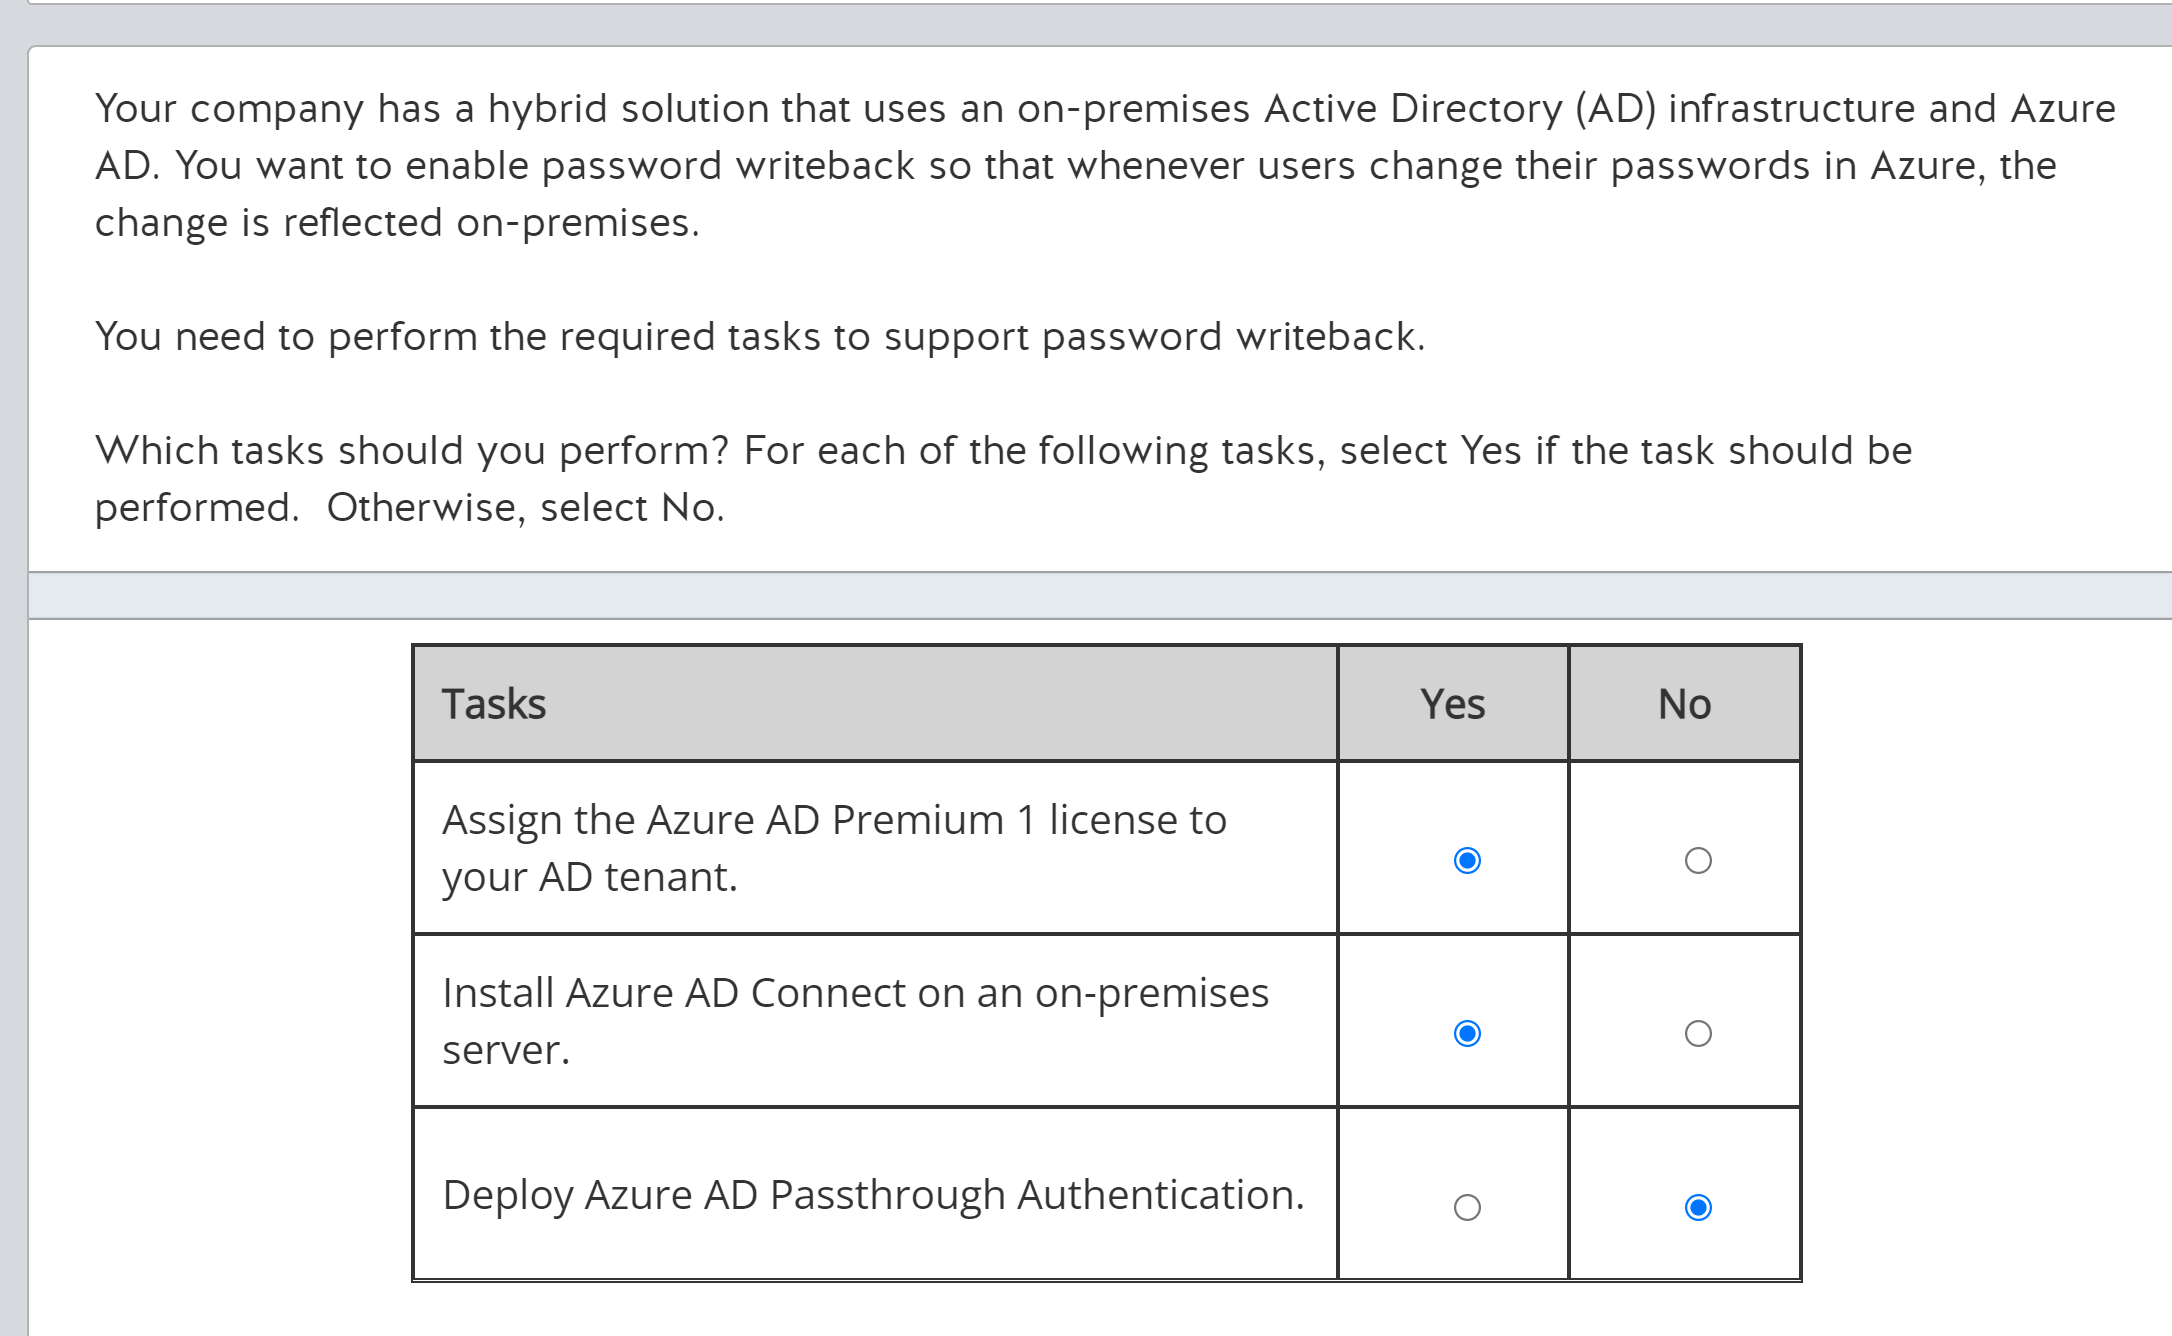 Your company has a hybrid solution that uses an on-premises Active Directory (AD) infrastructure and Azure
AD. You want to enable password writeback so that whenever users change their passwords in Azure, the
change is reflected on-premises.
You need to perform the required tasks to support password writeback.
Which tasks should you perform? For each of the following tasks, select Yes if the task should be
performed.  Otherwise, select No.
Tasks Yes No
Assign the Azure AD Premium 1 license to
your AD tenant.
Install Azure AD Connect on an on-premises
server.
Deploy Azure AD Passthrough Authentication.